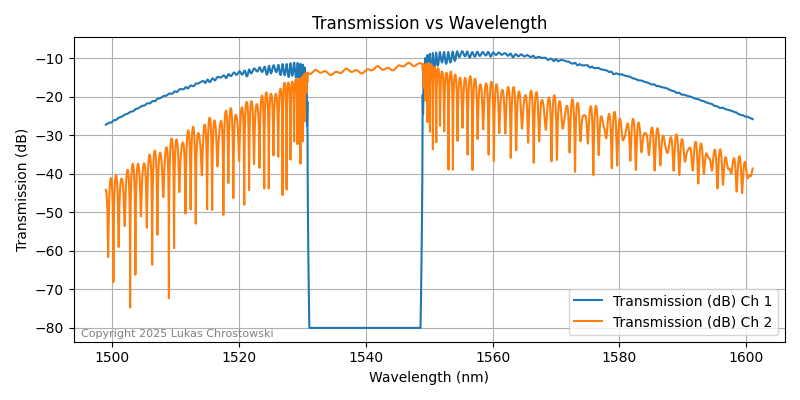 Transmission vs Wavelength
Transmission (dB)
−10
−20
−30
−40
−50
−60
−70
−80
Transmission (dB) Ch 1
Transmission (dB) Ch 2
Copyright 2025 Lukas Chrostowski
1500 1520 1540 1560 1580 1600
Wavelength (nm)